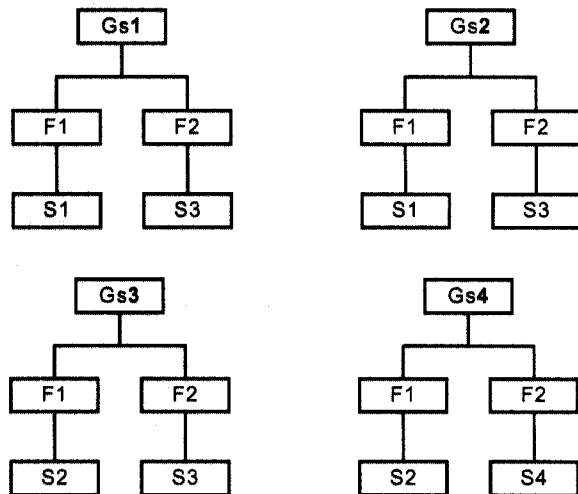 Gs1 Gs2
F1 F2 F1 F2
S1 S3 S1 S3
Gs3 Gs4
F1 F2 F1 F2
S2 S3 S2 S4